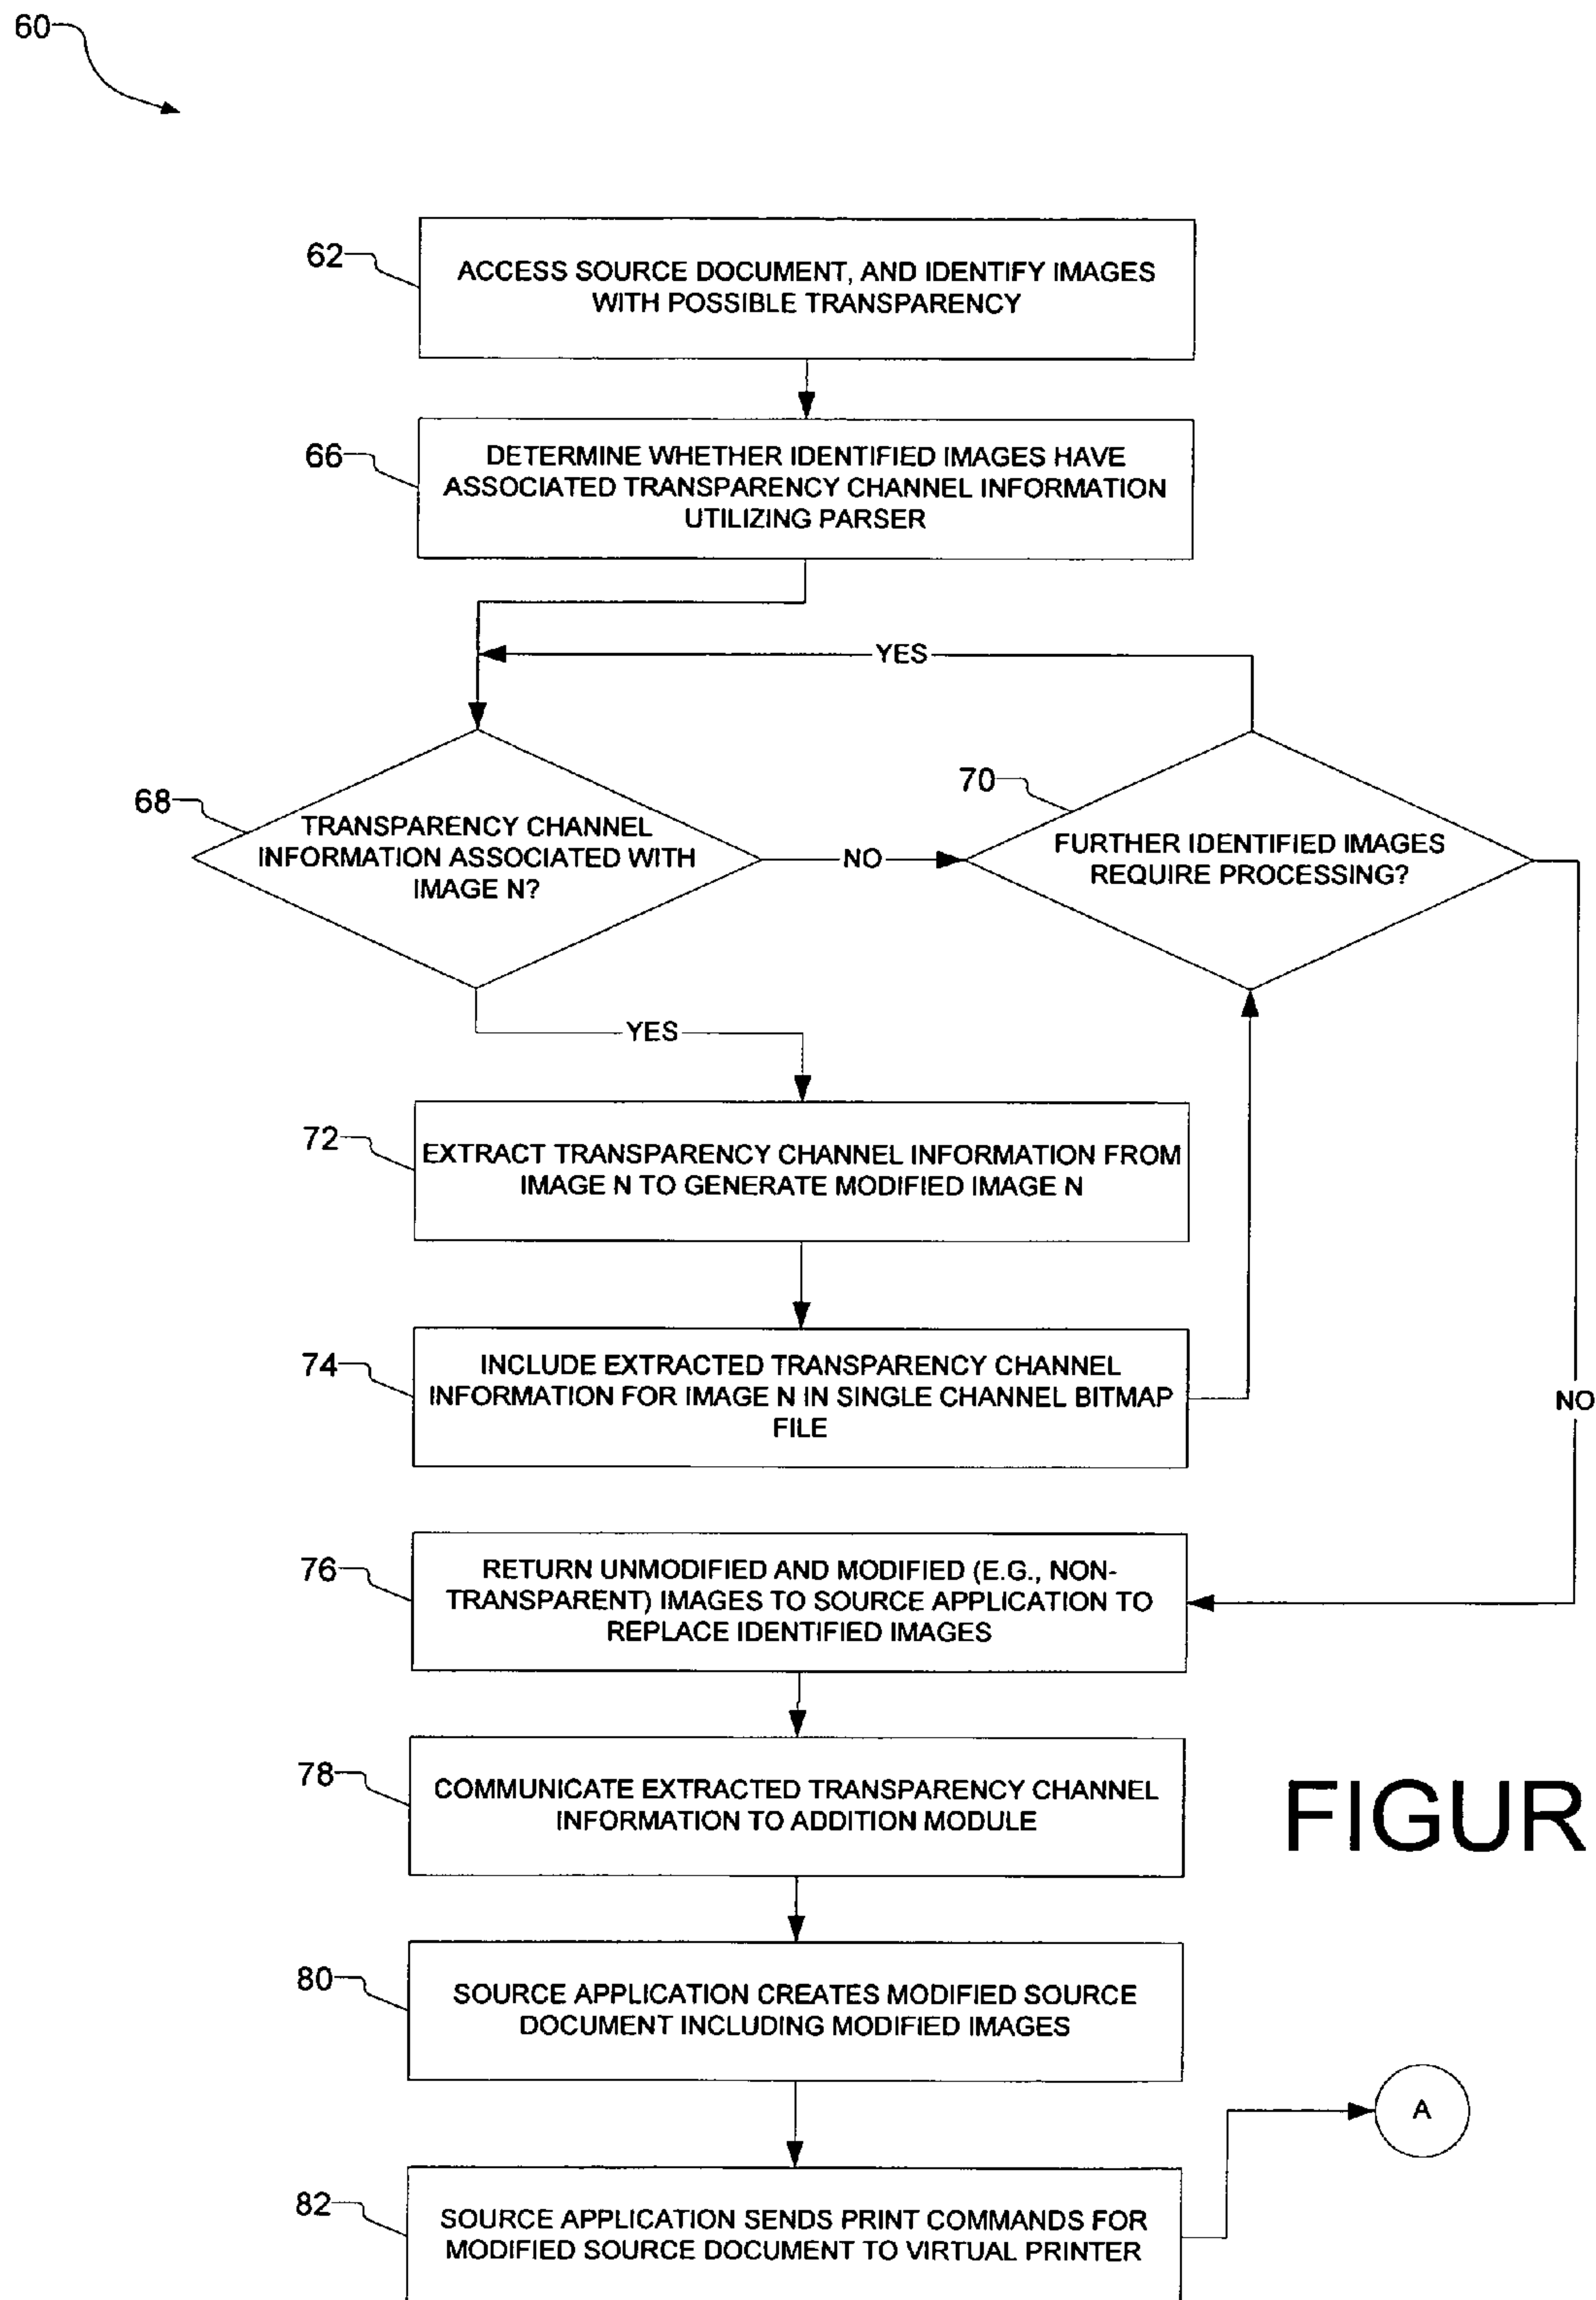 60
62
ACCESS SOURCE DOCUMENT, AND IDENTIFY IMAGES
WITH POSSIBLE TRANSPARENCY
66
DETERMINE WHETHER IDENTIFIED IMAGES HAVE
ASSOCIATED TRANSPARENCY CHANNEL INFORMATION
UTILIZING PARSER
YES
68
TRANSPARENCY CHANNEL
INFORMATION ASSOCIATED WITH
IMAGE N?
NO
70
FURTHER IDENTIFIED IMAGES
REQUIRE PROCESSING?
YES
72
EXTRACT TRANSPARENCY CHANNEL INFORMATION FROM
IMAGE N TO GENERATE MODIFIED IMAGE N
74
INCLUDE EXTRACTED TRANSPARENCY CHANNEL
INFORMATION FOR IMAGE N IN SINGLE CHANNEL BITMAP
FILE
NO
76
RETURN UNMODIFIED AND MODIFIED (E.G., NON-
TRANSPARENT) IMAGES TO SOURCE APPLICATION TO
REPLACE IDENTIFIED IMAGES
78
COMMUNICATE EXTRACTED TRANSPARENCY CHANNEL
INFORMATION TO ADDITION MODULE
FIGUR
80
SOURCE APPLICATION CREATES MODIFIED SOURCE
DOCUMENT INCLUDING MODIFIED IMAGES
A
82
SOURCE APPLICATION SENDS PRINT COMMANDS FOR
MODIFIED SOURCE DOCUMENT TO VIRTUAL PRINTER